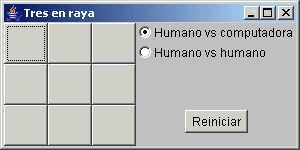 Tres en raya
Humano vs computadora
Humano vs humano
Reiniciar